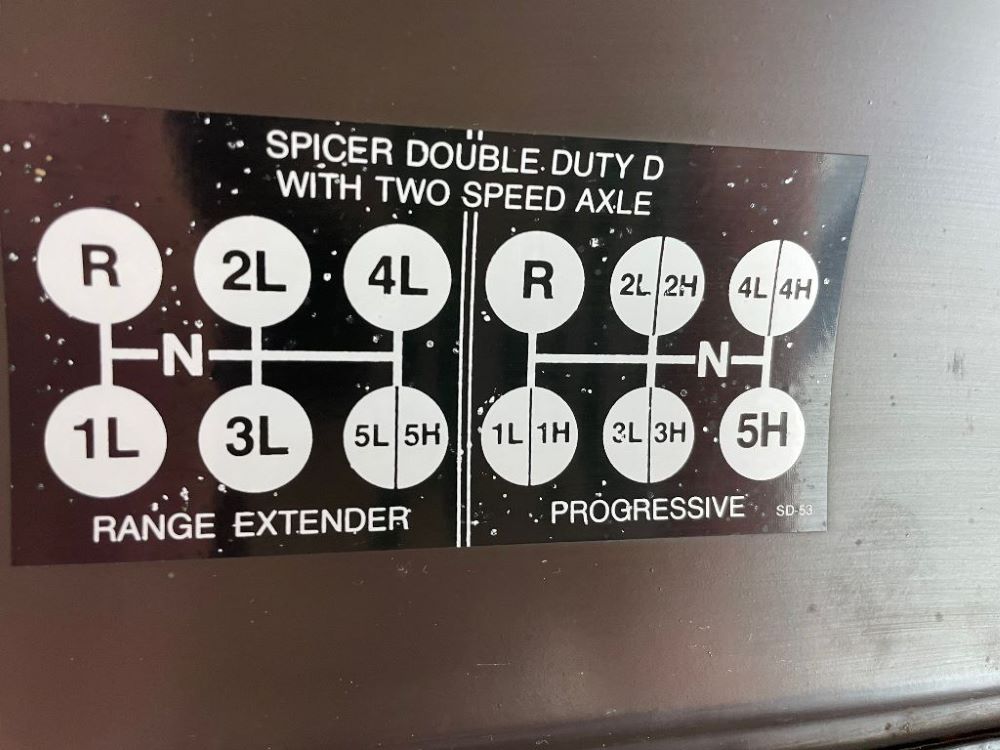 SPICER DOUBLE DUTY D
WITH TWO SPEED AXLE
R 2L 4L
N
1L 3L 5L 5H
RANGE EXTENDER
R 2L 2H 4L 4H
N
1L 1H 3L 3H 5H
PROGRESSIVE SD-53